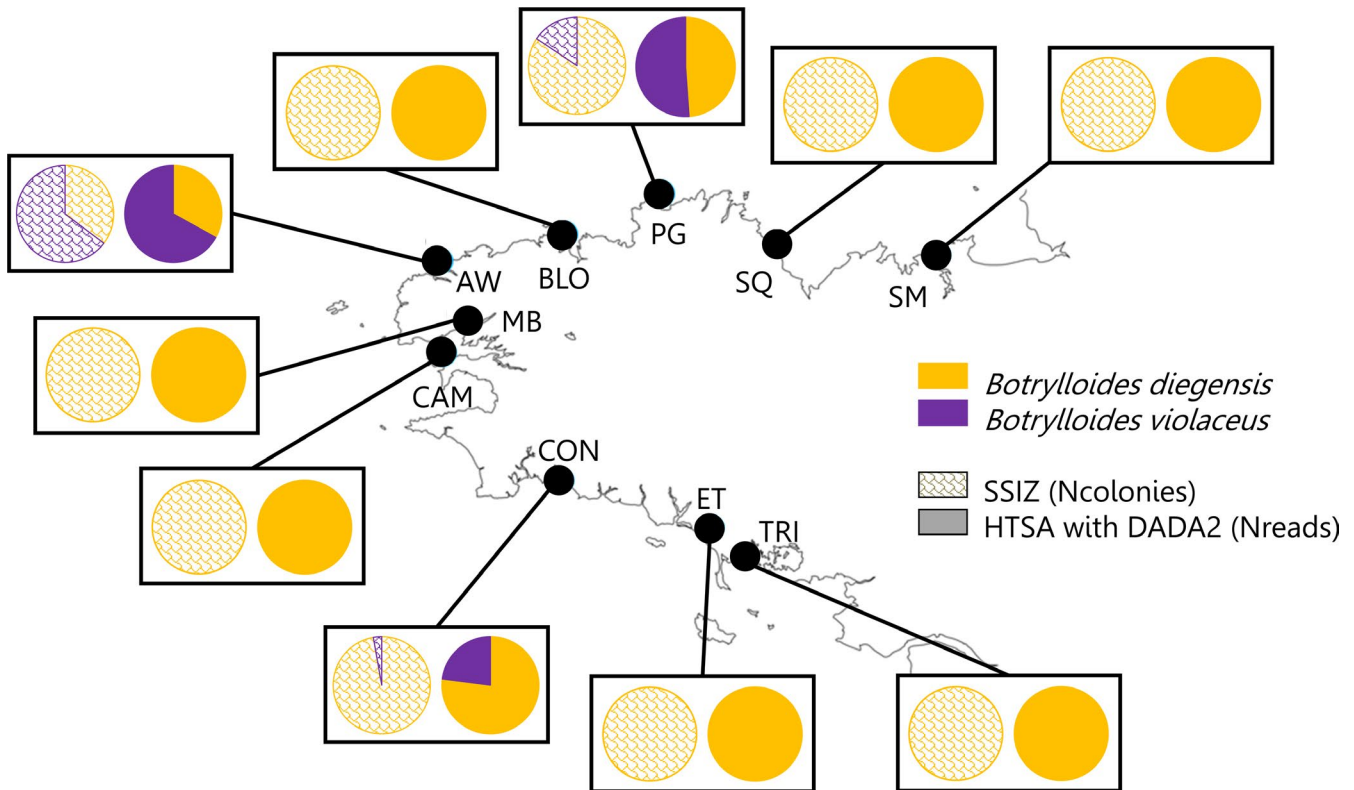 PG
BLO
AW
SQ
SM
MB
CAM
Botrylloides diegensis
Botrylloides violaceus
CON
SSIZ (Ncolonies)
ET
HTSA with DADA2 (Nreads)
TRI